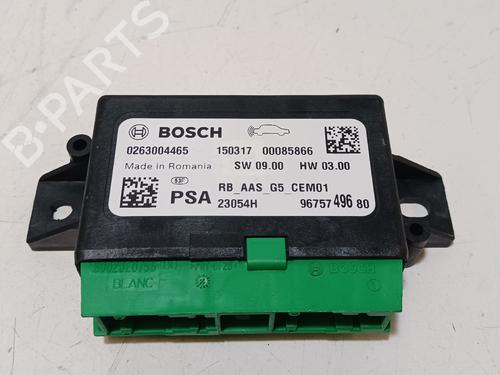 B-PARTS
BOSCH
0263004465 150317 00085866
Made in Romania SW 09.00 HW 03.00
PSA RB_AAS_G5_CEM01
23054H 96757 496 80
BOSCH
BLANC